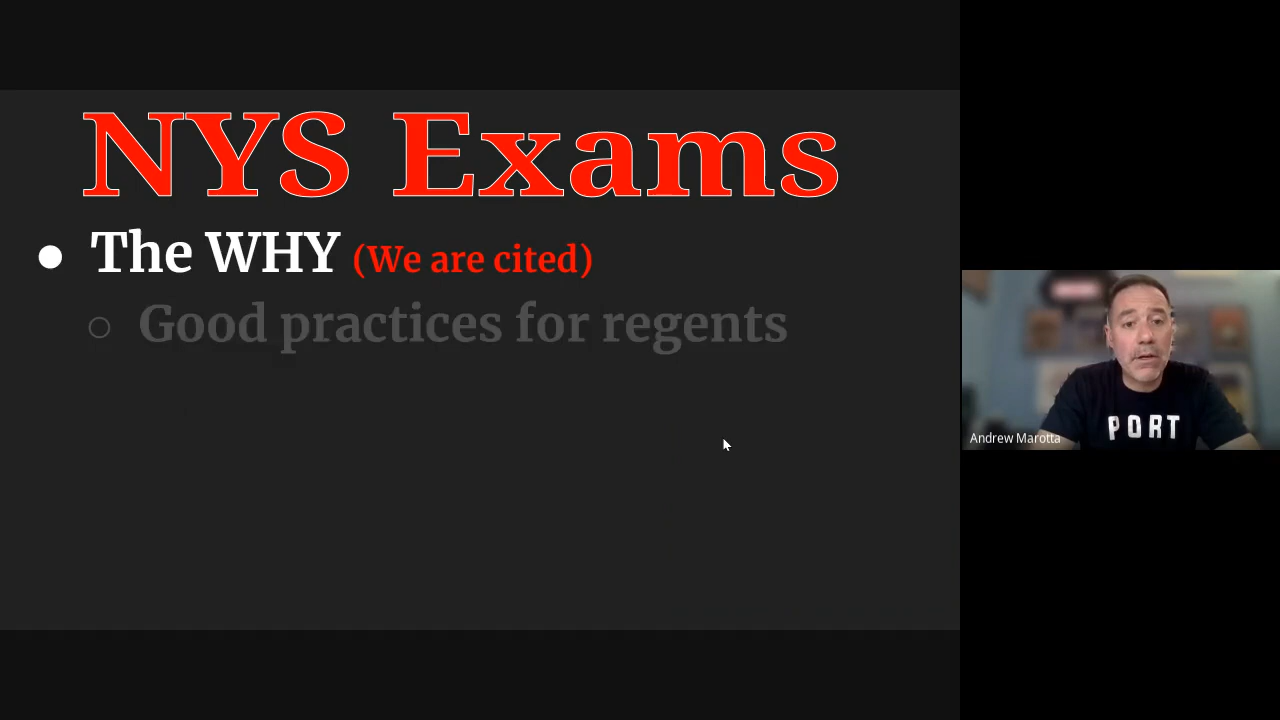 NYS Exams
● The WHY (We are cited)
○ Good practices for regents
PORT
Andrew Marotta